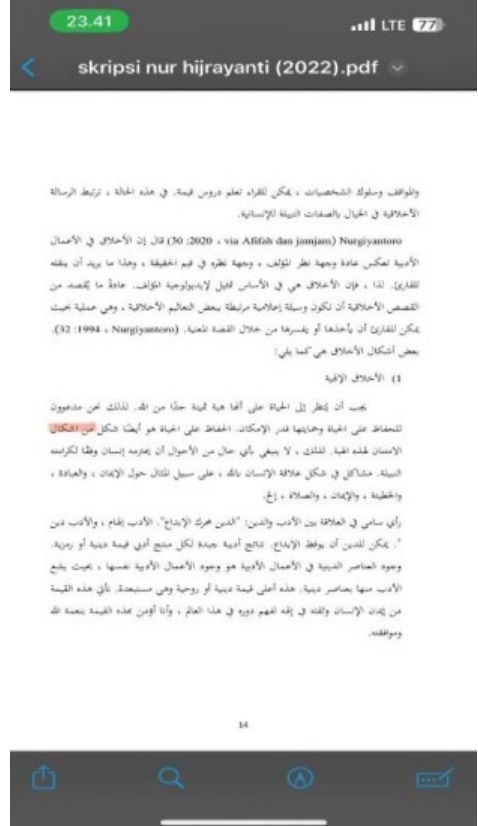 23.41
LTE 77
skripsi nur hijrayanti (2022).pdf
والمواقف وسلوك الشخصيات ، يمكن للقراء تعلم دروس قيمة. في هذه الحالة ، ترتبط الرسالة
الأخلاقية في الخيال بالصفات النبيلة للإنسانية.
Nurgiyantoro (via Afifah dan jamjam ، 2020: 30) قال إن الأخلاق في الأعمال
الأدبية تعكس عادة وجهة نظر المؤلف ، وجهة نظره في قيم الحقيقة ، وهذا ما يريد أن ينقله
للقارئ. لذا ، فإن الأخلاق هي في الأساس تمثيل لإيديولوجية المؤلف. عادةً ما يُقصد من
القصص الأخلاقية أن تكون وسيلة إعلامية مرتبطة ببعض التعاليم الأخلاقية ، وهي عملية بحيث
يمكن للقارئ أن يأخذها أو يفسرها من خلال القصة المعنية. (Nurgiyantoro ، 1994: 32).
بعض أشكال الأخلاق هي كما يلي:
1) الأخلاق الإلهية
يجب أن يُنظر إلى الحياة على أنها هبة ثمينة جدًا من الله. لذلك نحن مدعوون
للحفاظ على الحياة وحمايتها قدر الإمكان. الحفاظ على الحياة هو أيضًا شكل من اشكال
الامتنان لهذه الهبة. لذلك ، لا ينبغي بأي حال من الأحوال أن يحترمه إنسان وفقًا لكرامته
النبيلة. مشاكل في شكل علاقة الإنسان بالله ، على سبيل المثال حول الإيمان ، والعبادة ،
والخطيئة ، والإيمان ، والصلاة ، إلخ.
رأي سامي في العلاقة بين الأدب والدين: "الدين محرك الإبداع". الأدب إلهام ، والأدب دين
". يمكن للدين أن يوقظ الإبداع. نتائج أدبية جيدة لكل منتج أدبي قيمة دينية أو رمزية.
وجود العناصر الدينية في الأعمال الأدبية هو وجود الأعمال الأدبية نفسها ، بحيث يشبع
الأدب منها بعناصر دينية. هذه أعلى قيمة دينية أو روحية وهي مستبعدة. تأتي هذه القيمة
من إيمان الإنسان وثقته في إلهه لفهم دوره في هذا العالم ، وأنا أؤمن بهذه القيمة بنعمة الله
وموافقته.
14